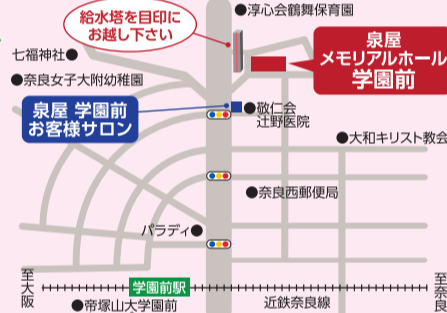 給水塔を目印に
お越し下さい
●淳心会鶴舞保育園
七福神社●
●奈良女子大附幼稚園
泉屋
メモリアルホール
学園前
泉屋 学園前
お客様サロン
●敬仁会
辻野医院
●大和キリスト教会
●奈良西郵便局
パラディ●
至大阪
学園前駅
近鉄奈良線
至奈良
●帝塚山大学園前